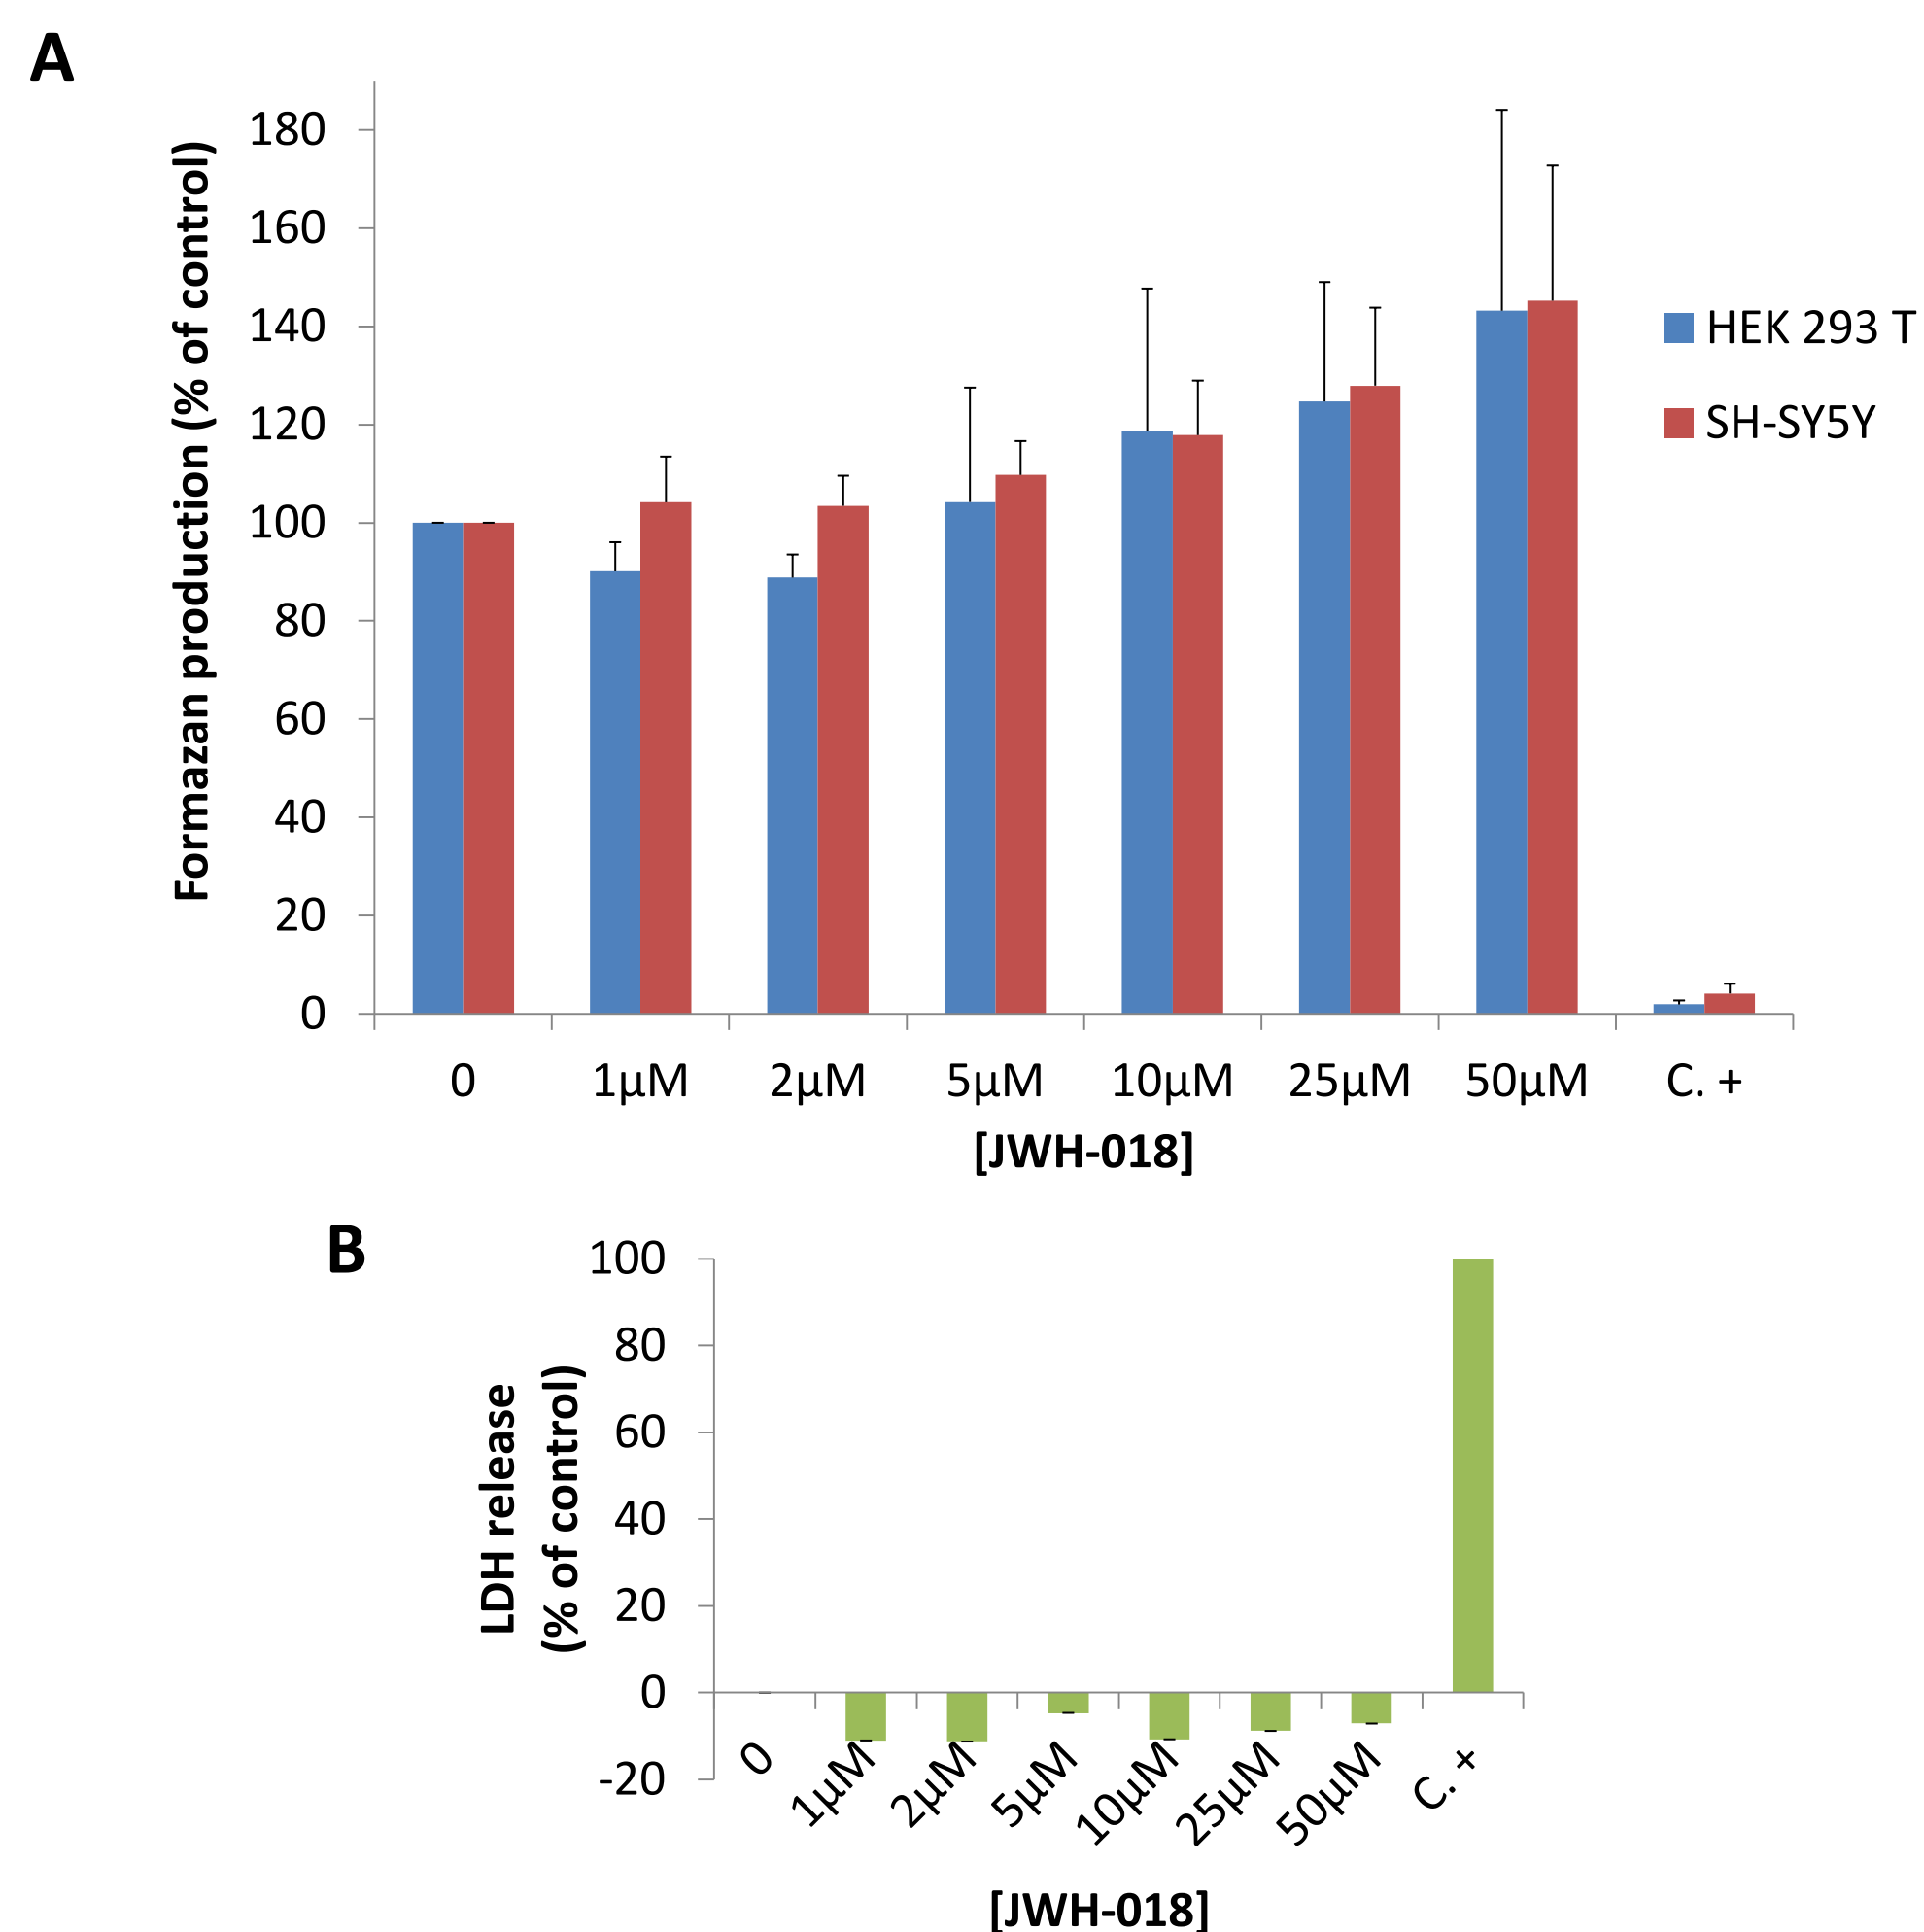 A
Formazan production (% of control)
180
160
140
120
100
80
60
40
20
0
HEK 293 T
SH-SY5Y
0 1µM 2µM 5µM 10µM 25µM 50µM C. +
[JWH-018]
B
LDH release
(% of control)
100
80
60
40
20
0
-20
0 1µM 2µM 5µM 10µM 25µM 50µM C. +
[JWH-018]